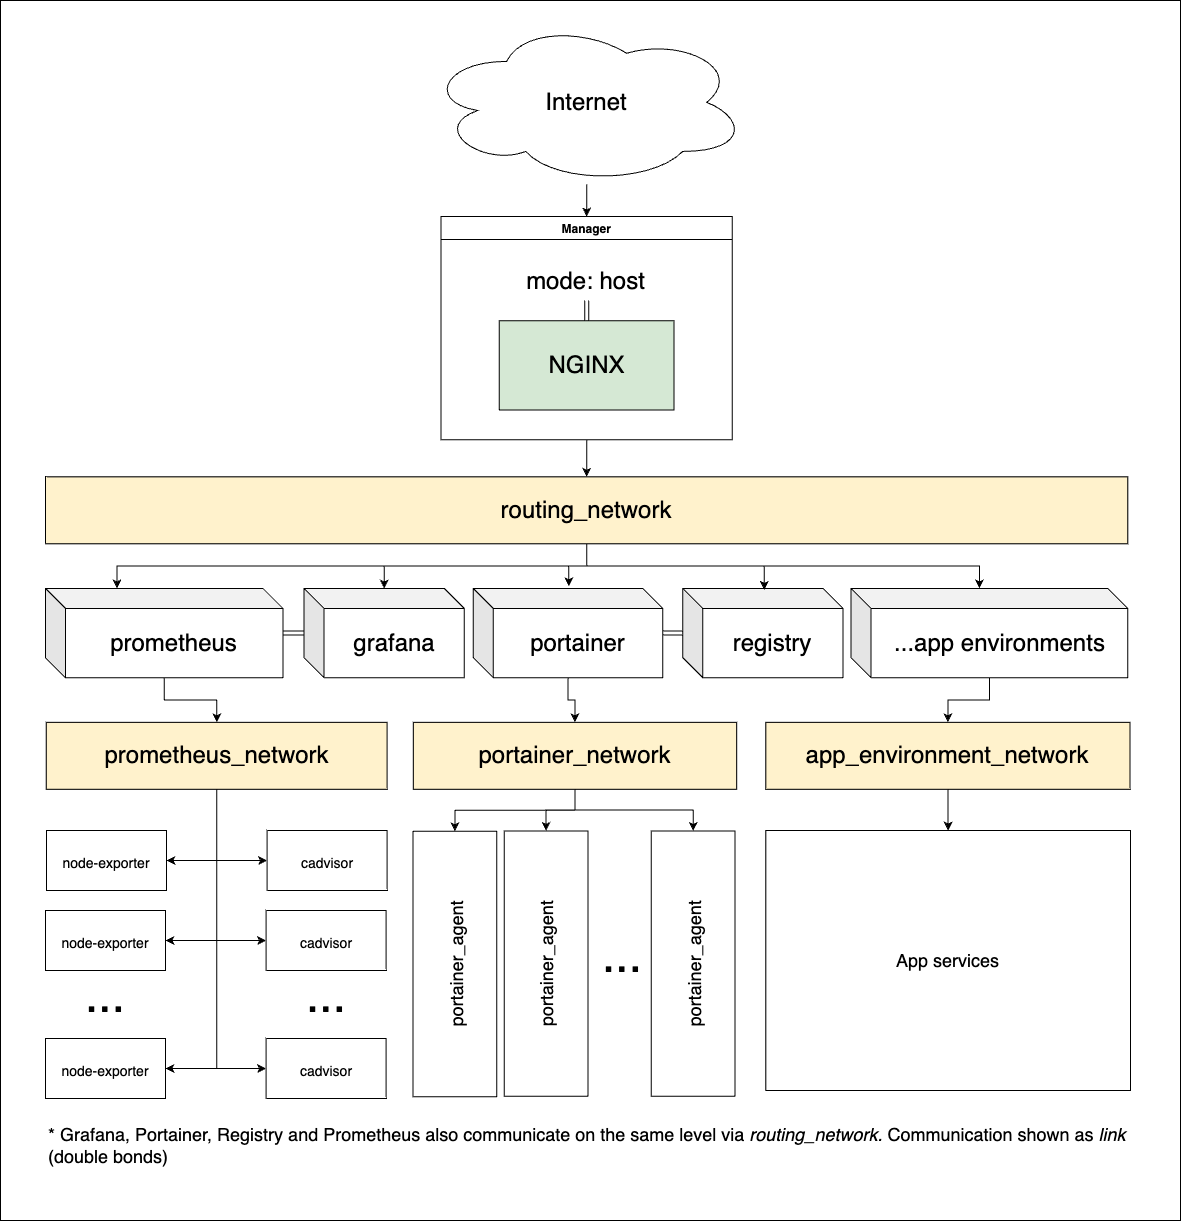 Internet
Manager
mode: host
NGINX
routing_network
prometheus
grafana
portainer
registry
...app environments
prometheus_network
portainer_network
app_environment_network
node-exporter
cadvisor
node-exporter
cadvisor
...
...
node-exporter
cadvisor
portainer_agent
portainer_agent
...
portainer_agent
App services
* Grafana, Portainer, Registry and Prometheus also communicate on the same level via routing_network. Communication shown as link
(double bonds)